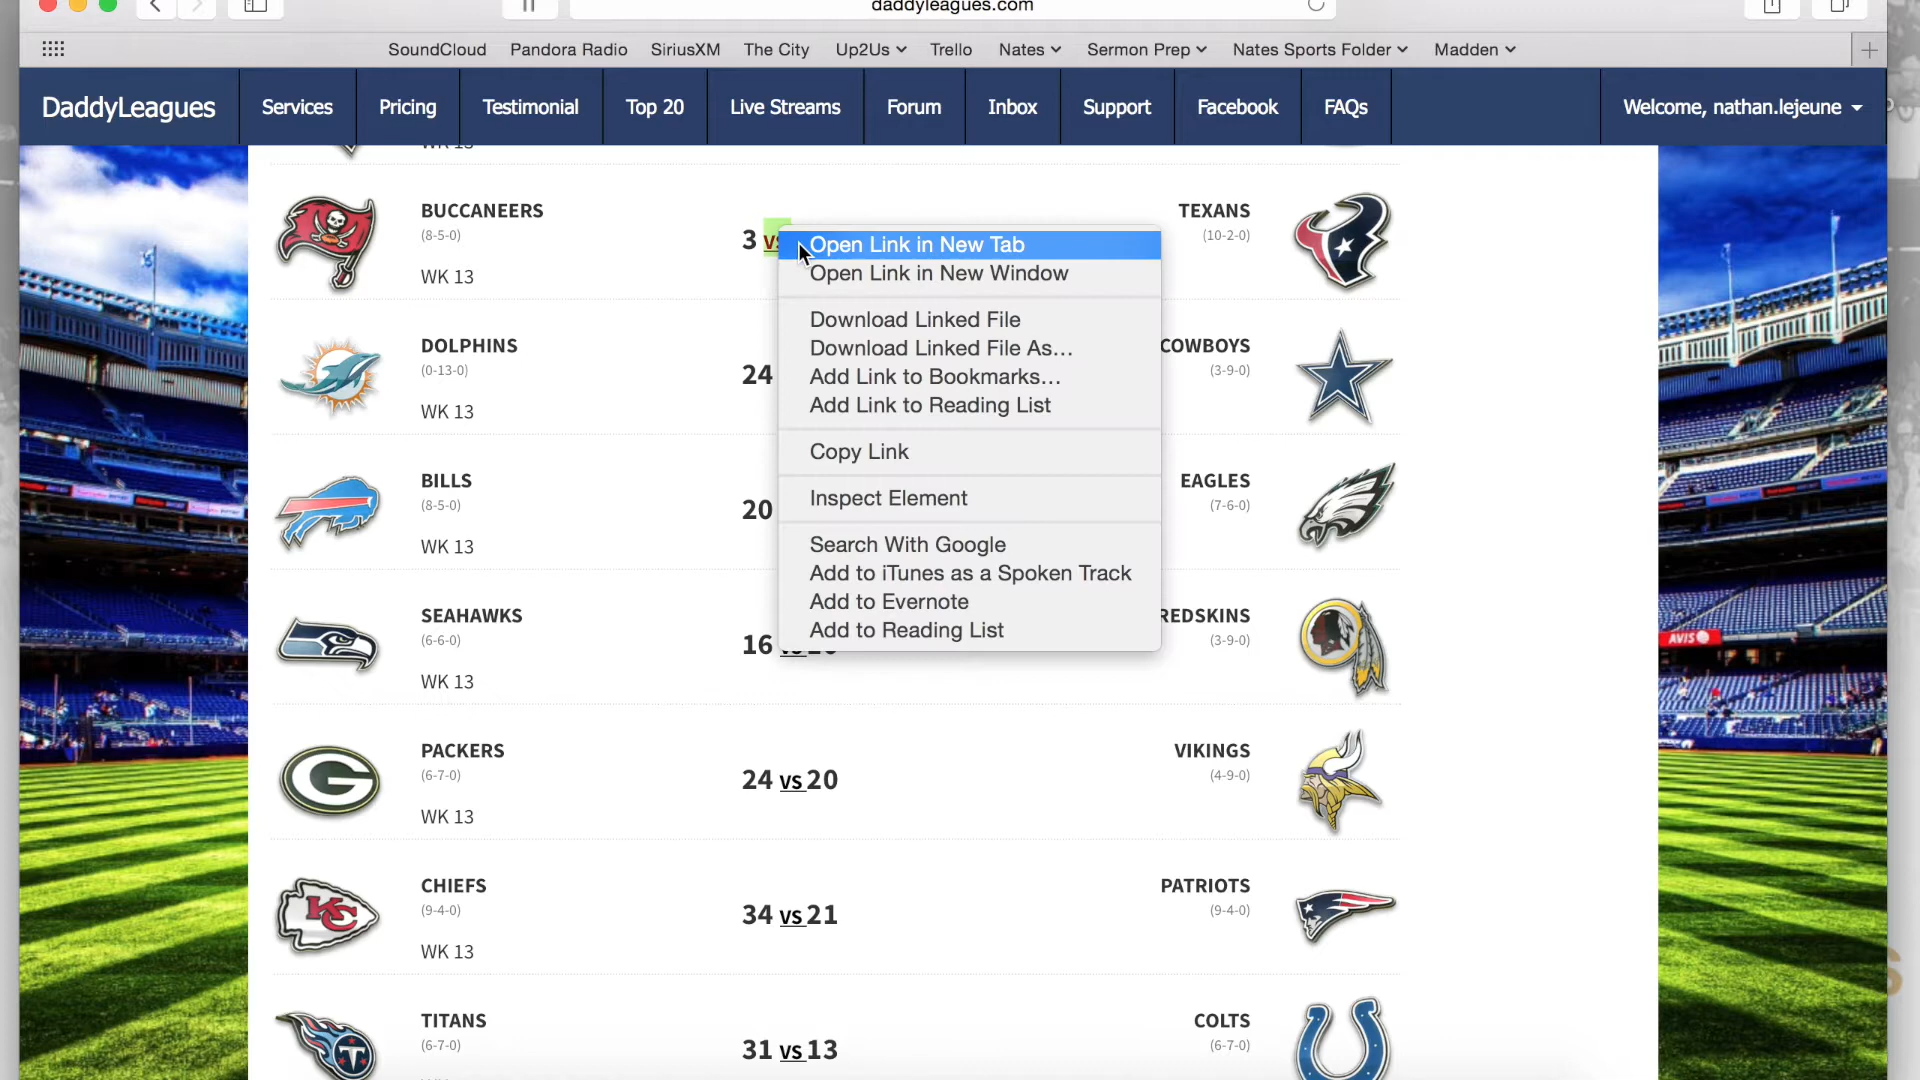 daddyleagues.com
SoundCloud Pandora Radio SiriusXM The City Up2Us Trello Nates Sermon Prep Nates Sports Folder Madden
DaddyLeagues Services Pricing Testimonial Top 20 Live Streams Forum Inbox Support Facebook FAQs Welcome, nathan.lejeune
WK 13
BUCCANEERS
(8-5-0)
WK 13
3 vs
TEXANS
(10-2-0)
Open Link in New Tab
Open Link in New Window
Download Linked File
Download Linked File As...
Add Link to Bookmarks...
Add Link to Reading List
Copy Link
Inspect Element
Search With Google
Add to iTunes as a Spoken Track
Add to Evernote
Add to Reading List
DOLPHINS
(0-13-0)
WK 13
24
COWBOYS
(3-9-0)
BILLS
(8-5-0)
WK 13
20
EAGLES
(7-6-0)
SEAHAWKS
(6-6-0)
WK 13
16
REDSKINS
(3-9-0)
AVIS
PACKERS
(6-7-0)
WK 13
24 vs 20
VIKINGS
(4-9-0)
CHIEFS
(9-4-0)
WK 13
34 vs 21
PATRIOTS
(9-4-0)
TITANS
(6-7-0)
31 vs 13
COLTS
(6-7-0)